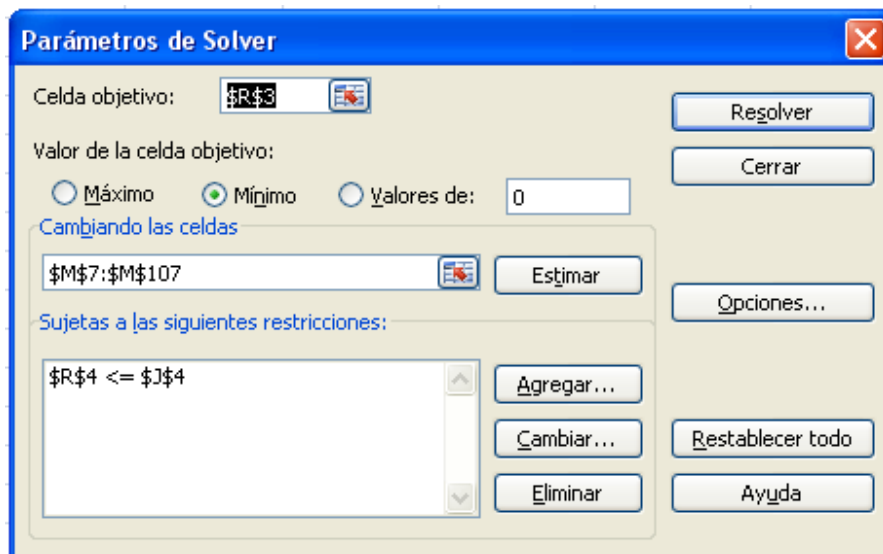 Parámetros de Solver
Celda objetivo: $R$3
Resolver
Valor de la celda objetivo:
Cerrar
Máximo Mínimo Valores de: 0
Cambiando las celdas
$M$7:$M$107 Estimar
Opciones...
Sujetas a las siguientes restricciones:
$R$4 <= $J$4
Agregar...
Cambiar... Restablecer todo
Eliminar Ayuda